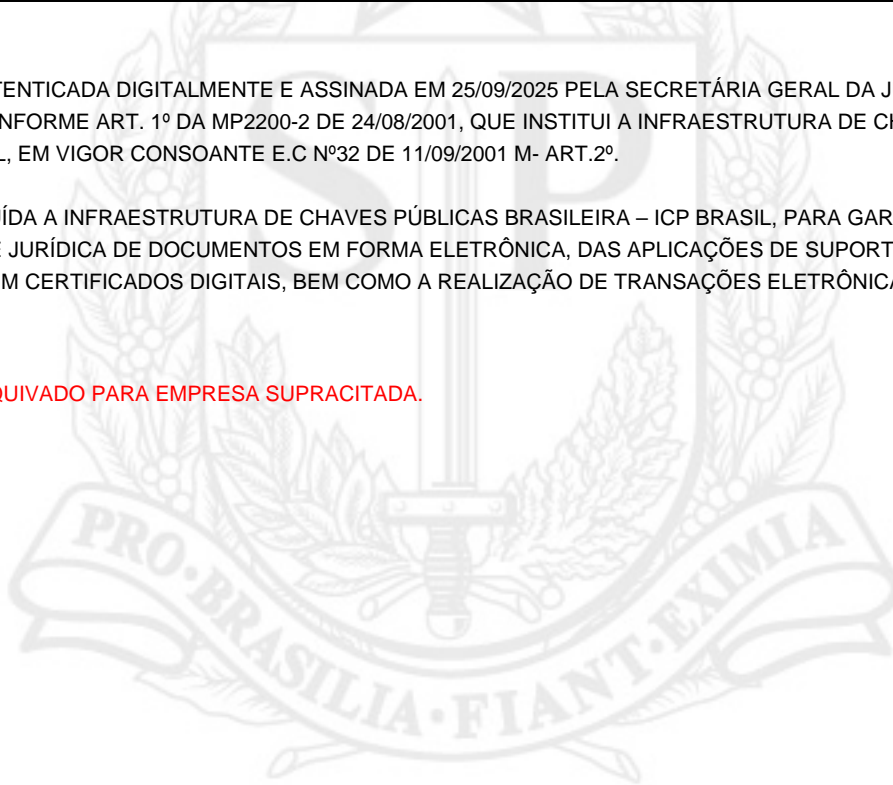 TENTICADA DIGITALMENTE E ASSINADA EM 25/09/2025 PELA SECRETÁRIA GERAL DA J
NFORME ART. 1º DA MP2200-2 DE 24/08/2001, QUE INSTITUI A INFRAESTRUTURA DE CH
L, EM VIGOR CONSOANTE E.C Nº32 DE 11/09/2001 M- ART.2º.
ÍDA A INFRAESTRUTURA DE CHAVES PÚBLICAS BRASILEIRA – ICP BRASIL, PARA GAR
E JURÍDICA DE DOCUMENTOS EM FORMA ELETRÔNICA, DAS APLICAÇÕES DE SUPORT
M CERTIFICADOS DIGITAIS, BEM COMO A REALIZAÇÃO DE TRANSAÇÕES ELETRÔNICA
QUIVADO PARA EMPRESA SUPRACITADA.
SP
PRO·BRASILIA·FIANT·EXIMIA